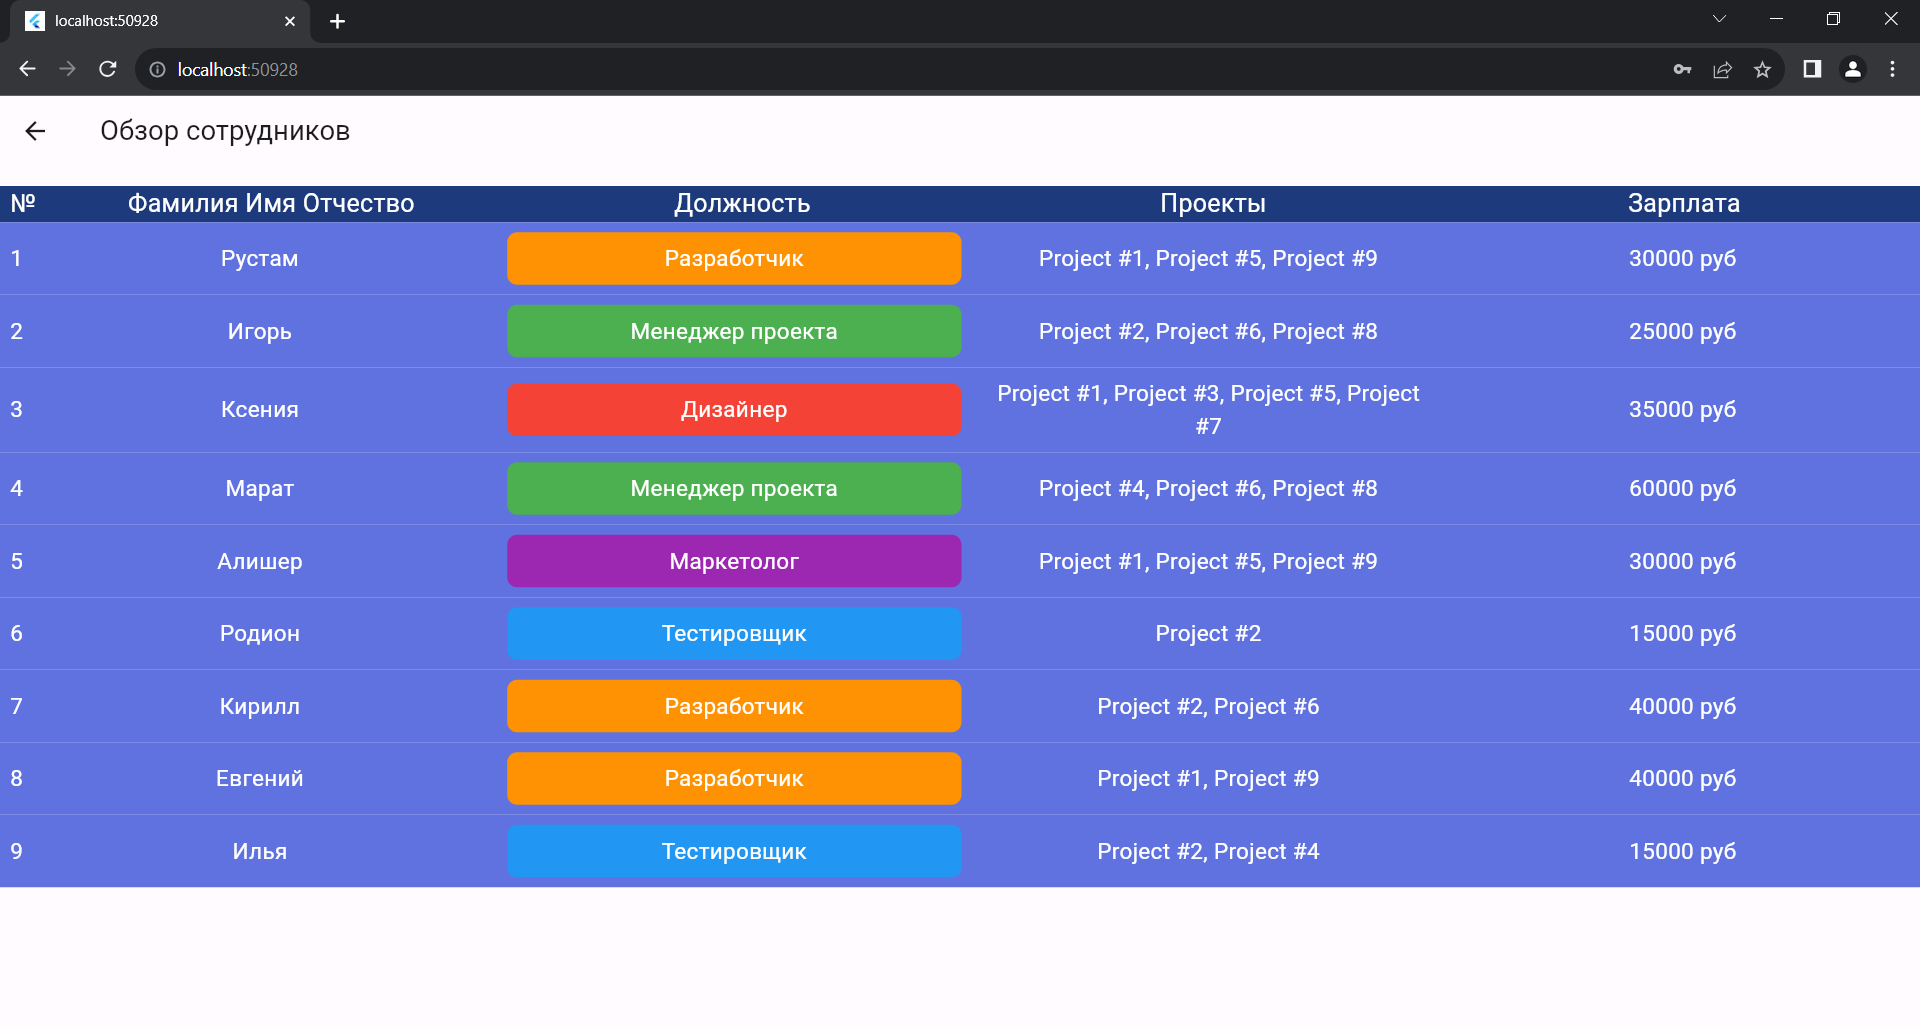 localhost:50928
localhost:50928
Обзор сотрудников
№ Фамилия Имя Отчество Должность Проекты Зарплата
1 Рустам Разработчик Project #1, Project #5, Project #9 30000 руб
2 Игорь Менеджер проекта Project #2, Project #6, Project #8 25000 руб
3 Ксения Дизайнер Project #1, Project #3, Project #5, Project 35000 руб
#7
4 Марат Менеджер проекта Project #4, Project #6, Project #8 60000 руб
5 Алишер Маркетолог Project #1, Project #5, Project #9 30000 руб
6 Родион Тестировщик Project #2 15000 руб
7 Кирилл Разработчик Project #2, Project #6 40000 руб
8 Евгений Разработчик Project #1, Project #9 40000 руб
9 Илья Тестировщик Project #2, Project #4 15000 руб